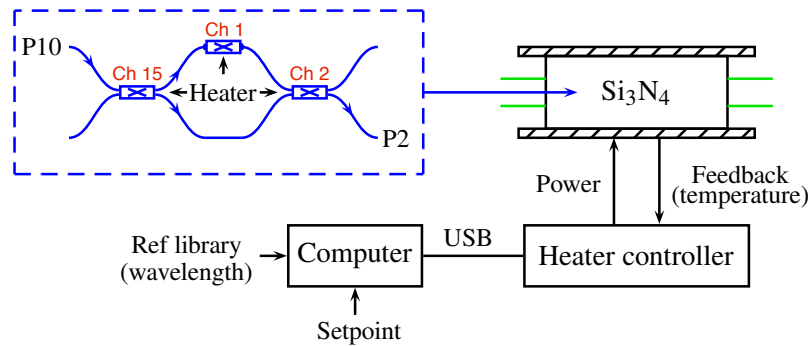 P10
Ch 1
Ch 15
Ch 2
Heater
P2
Si₃N₄
Power
Feedback
(temperature)
Ref library
(wavelength)
Computer
USB
Heater controller
Setpoint